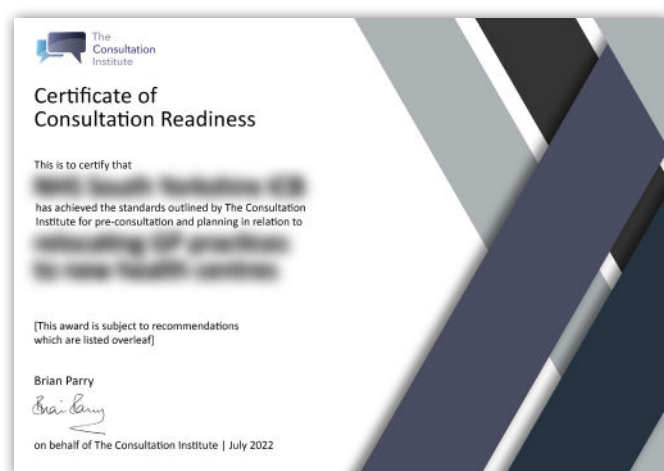 The
Consultation
Institute
Certificate of
Consultation Readiness
This is to certify that
has achieved the standards outlined by The Consultation
Institute for pre-consultation and planning in relation to
[This award is subject to recommendations
which are listed overleaf]
Brian Parry
Brian Parry
on behalf of The Consultation Institute | July 2022